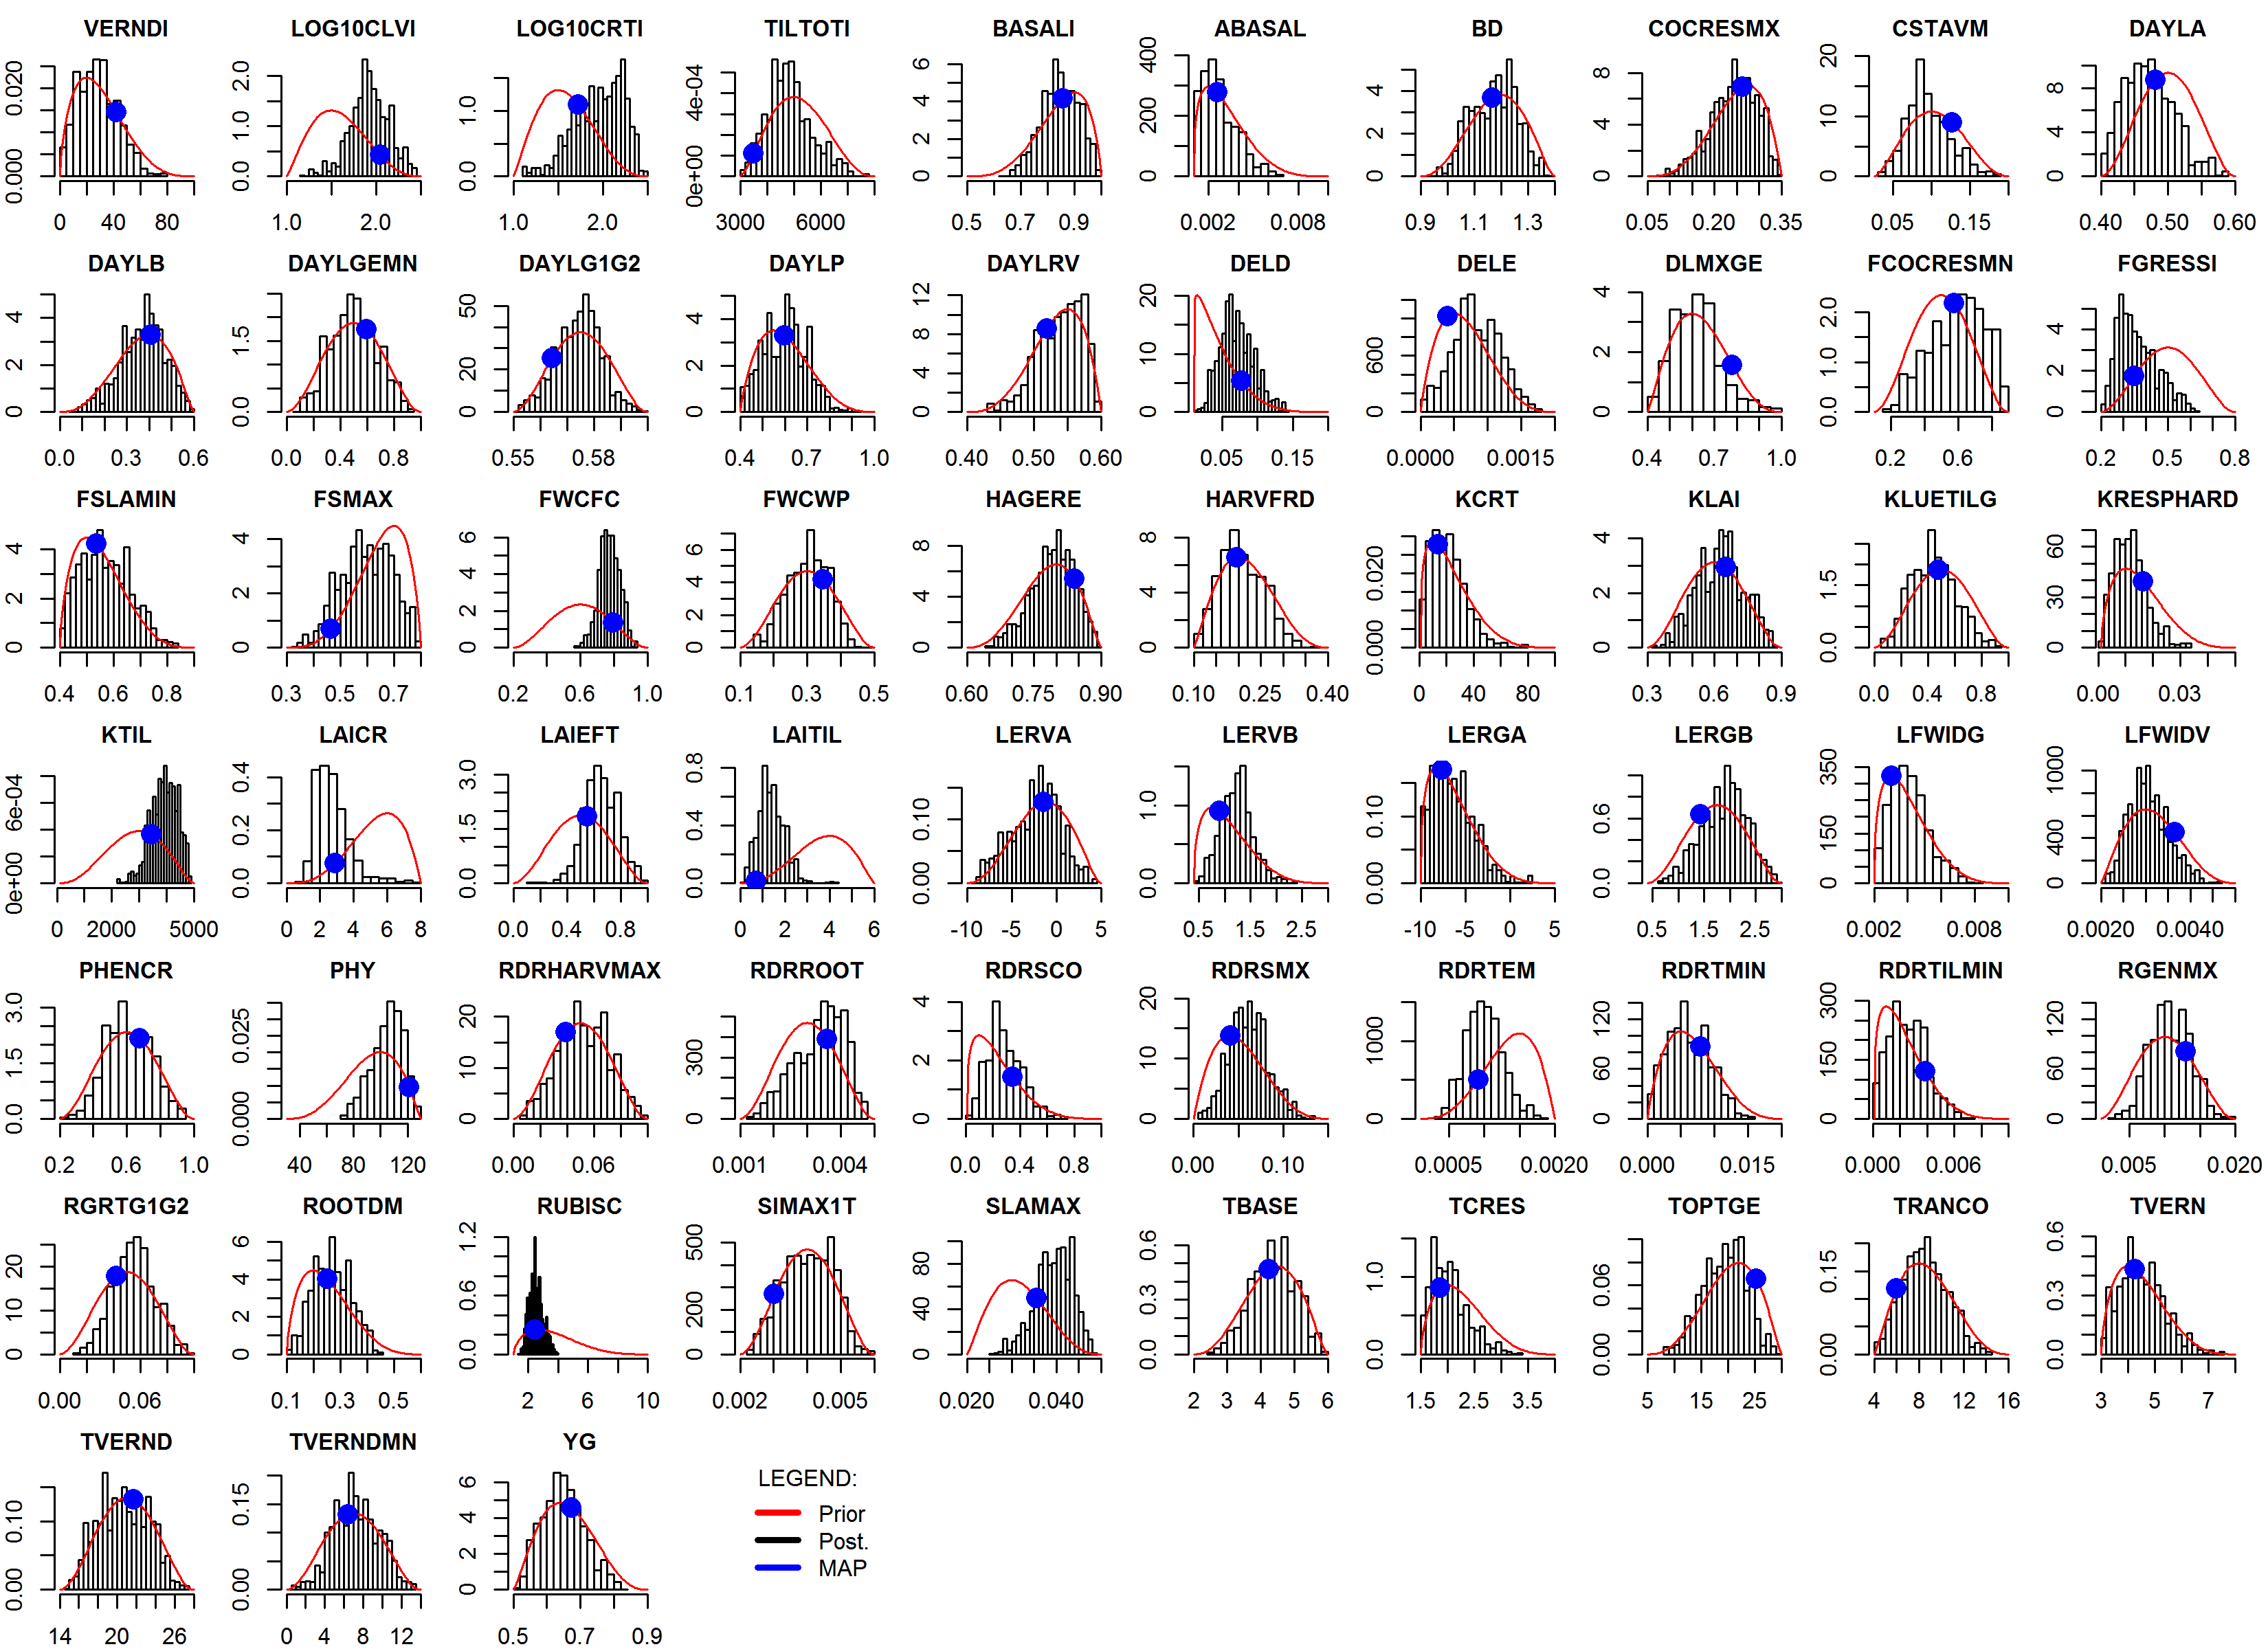 VERNDI LOG10CLVI LOG10CRTI TILTOTI BASALI ABASAL BD COCRESMX CSTAVM DAYLA
0.000 0.020 0.0 1.0 2.0 0.0 1.0 0e+00 4e-04 0 2 4 6 0 200 400 0 2 4 0 4 8 0 10 20 0 4 8
0 40 80 1.0 2.0 1.0 2.0 3000 6000 0.5 0.7 0.9 0.002 0.008 0.9 1.1 1.3 0.05 0.20 0.35 0.05 0.15 0.40 0.50 0.60
DAYLB DAYLGEMN DAYLG1G2 DAYLP DAYLRV DELD DELE DLMXGE FCOCRESMN FGRESSI
0 2 4 0.0 1.5 0 20 50 0 2 4 0 4 8 12 0 10 20 0 600 0 2 4 0.0 1.0 2.0 0 2 4
0.0 0.3 0.6 0.0 0.4 0.8 0.55 0.58 0.4 0.7 1.0 0.40 0.50 0.60 0.05 0.15 0.0000 0.0015 0.4 0.7 1.0 0.2 0.6 0.2 0.5 0.8
FSLAMIN FSMAX FWCFC FWCWP HAGERE HARVFRD KCRT KLAI KLUETILG KRESPHARD
0 2 4 0 2 4 0 2 4 6 0 2 4 6 0 4 8 0 4 8 0.000 0.020 0 2 4 0.0 1.5 0 30 60
0.4 0.6 0.8 0.3 0.5 0.7 0.2 0.6 1.0 0.1 0.3 0.5 0.60 0.75 0.90 0.10 0.25 0.40 0 40 80 0.3 0.6 0.9 0.0 0.4 0.8 0.00 0.03
KTIL LAICR LAIEFT LAITIL LERVA LERVB LERGA LERGB LFWIDG LFWIDV
0e+00 6e-04 0.0 0.2 0.4 0.0 1.5 3.0 0.0 0.4 0.8 0.00 0.10 0.0 1.0 0.00 0.10 0.0 0.6 0 150 350 0 400 1000
0 2000 5000 0 2 4 6 8 0.0 0.4 0.8 0 2 4 6 -10 -5 0 5 0.5 1.5 2.5 -10 -5 0 5 0.5 1.5 2.5 0.002 0.008 0.0020 0.0040
PHENCR PHY RDRHARVMAX RDRROOT RDRSCO RDRSMX RDRTEM RDRTMIN RDRTILMIN RGENMX
0.0 1.5 3.0 0.000 0.025 0 10 20 0 300 0 2 4 0 10 20 0 1000 0 60 120 0 150 300 0 60 120
0.2 0.6 1.0 40 80 120 0.00 0.06 0.001 0.004 0.0 0.4 0.8 0.00 0.10 0.0005 0.0020 0.000 0.015 0.000 0.006 0.005 0.020
RGRTG1G2 ROOTDM RUBISC SIMAX1T SLAMAX TBASE TCRES TOPTGE TRANCO TVERN
0 10 20 0 2 4 6 0.0 0.6 1.2 0 200 500 0 40 80 0.0 0.3 0.6 0.0 1.0 0.00 0.06 0.00 0.15 0.0 0.3 0.6
0.00 0.06 0.1 0.3 0.5 2 6 10 0.002 0.005 0.020 0.040 2 3 4 5 6 1.5 2.5 3.5 5 15 25 4 8 12 16 3 5 7
TVERND TVERNDMN YG
LEGEND:
Prior
Post.
MAP
0.00 0.10 0.00 0.15 0 2 4 6
14 20 26 0 4 8 12 0.5 0.7 0.9